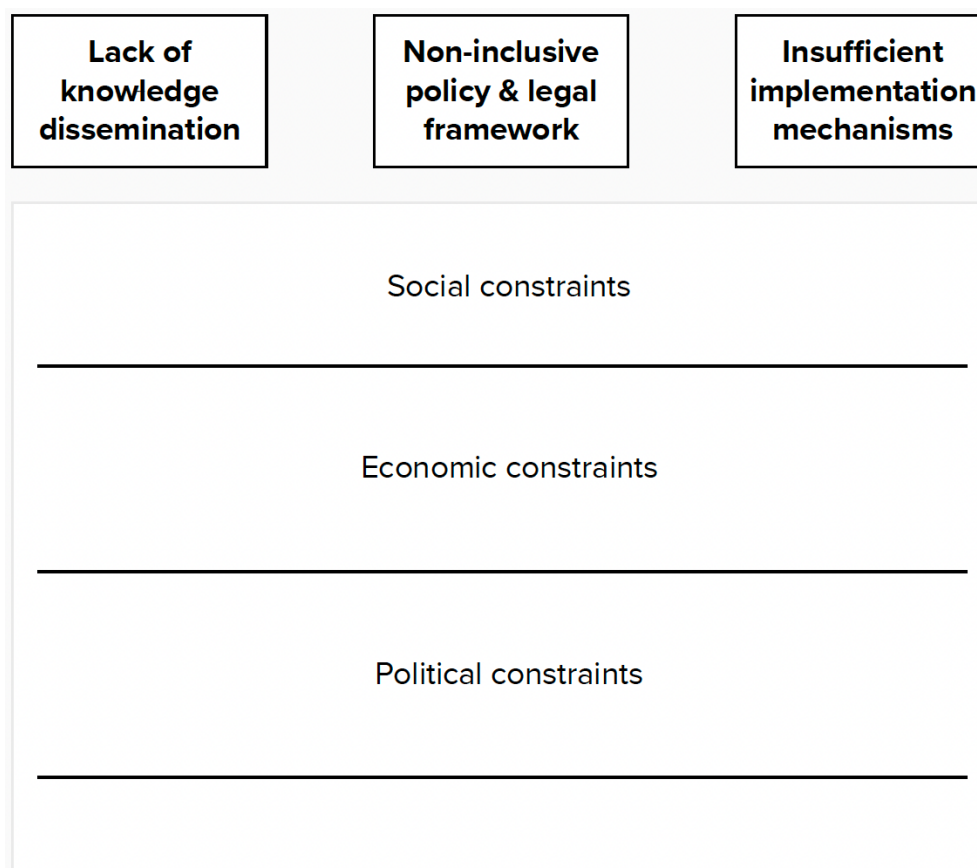 Lack of
knowledge
dissemination
Non-inclusive
policy & legal
framework
Insufficient
implementation
mechanisms
Social constraints
Economic constraints
Political constraints